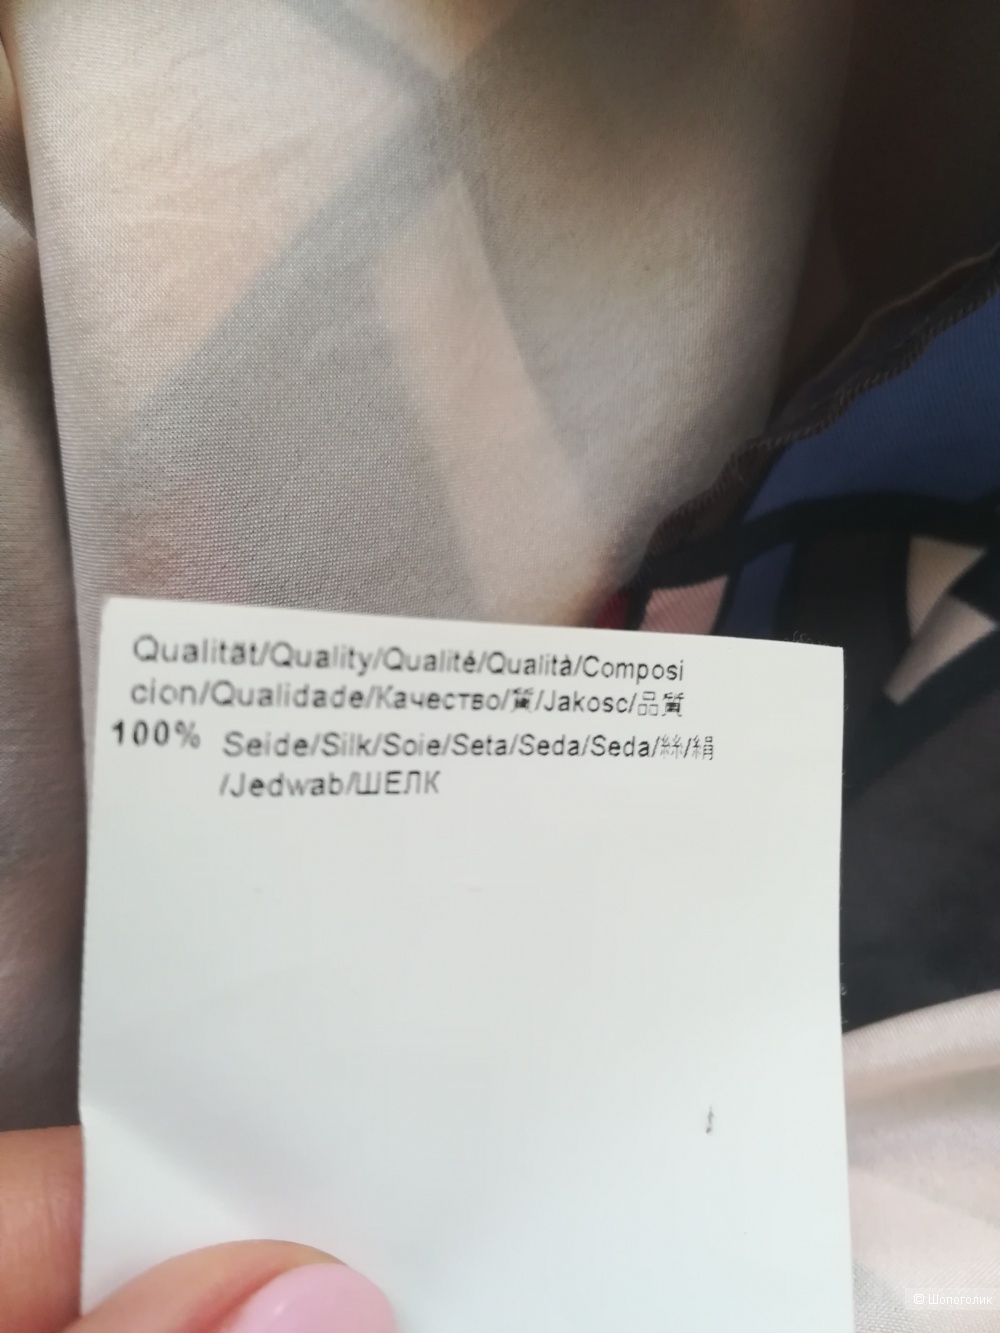 Qualität/Quality/Qualité/Qualità/Composi
cion/Qualidade/Качество/質/Jakosc/品質
100% Seide/Silk/Soie/Seta/Seda/Seda/絲/絹
/Jedwab/ШЕЛК
© Шопоголик